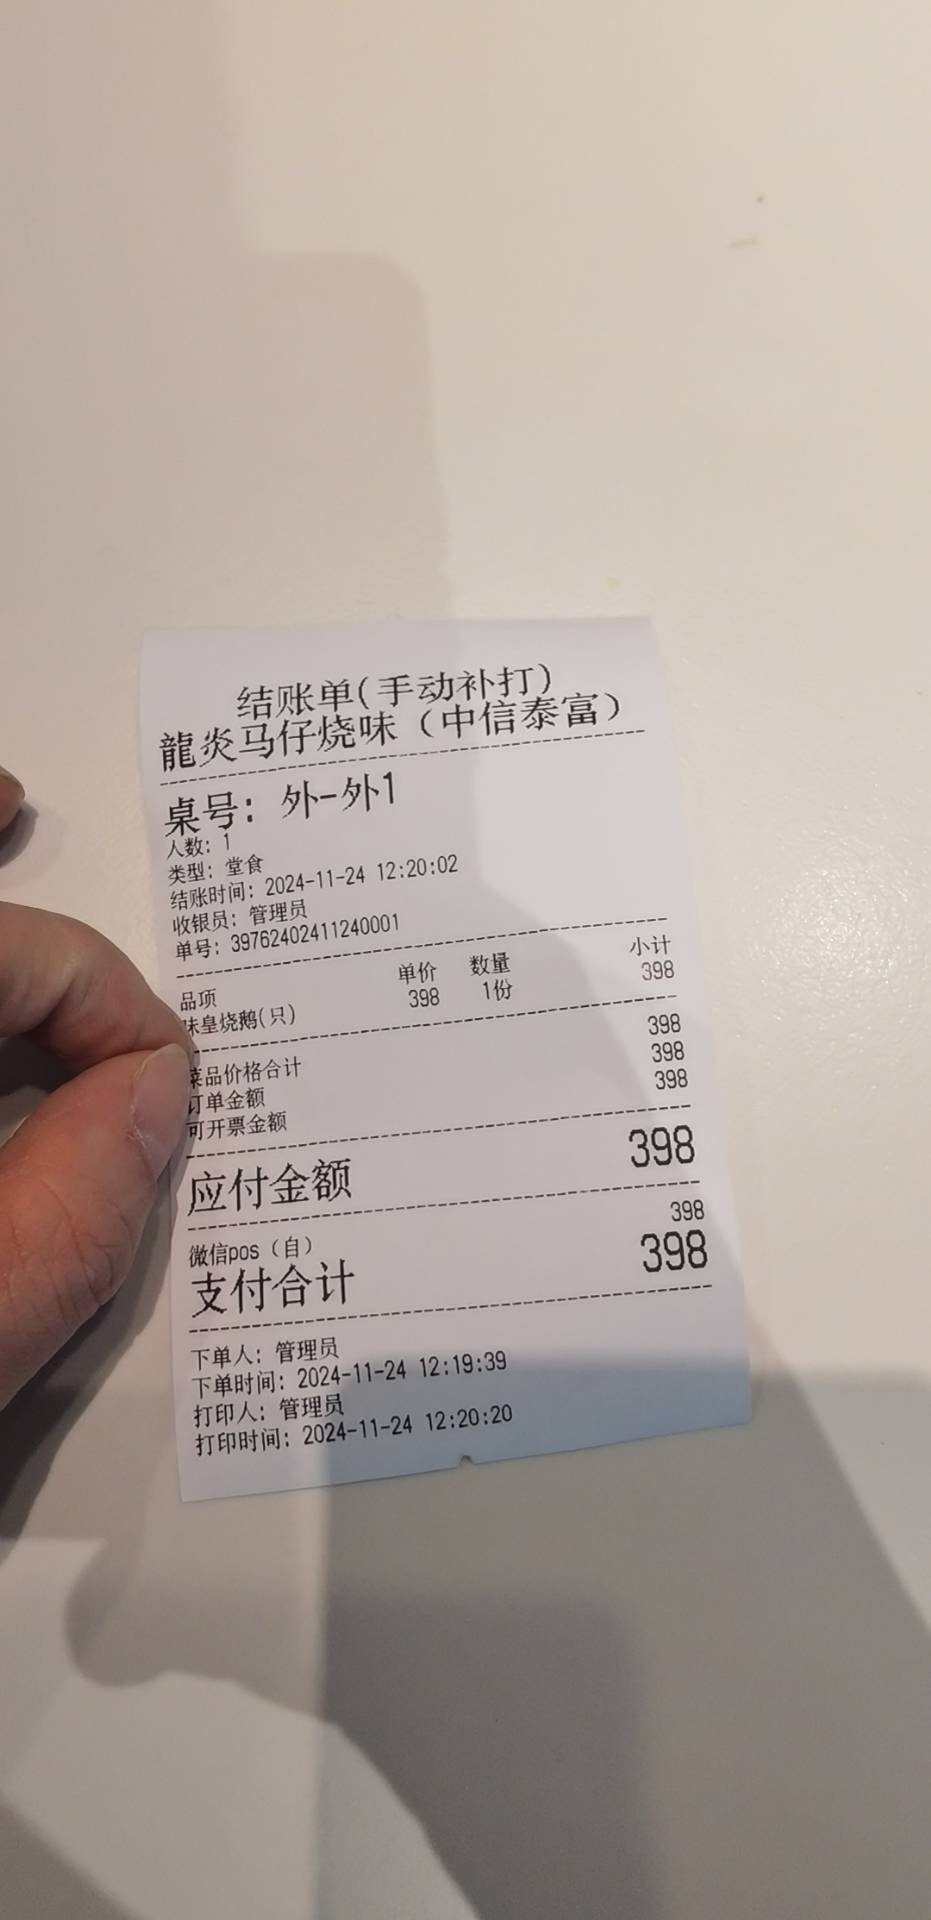 结账单(手动补打)
龍炎马仔烧味（中信泰富）
桌号: 外-外1
人数: 1
类型: 堂食
结账时间: 2024-11-24 12:20:02
收银员: 管理员
单号: 39762402411240001
品项 单价 数量 小计
味皇烧鹅(只) 398 1份 398
菜品价格合计 398
订单金额 398
可开票金额 398
应付金额 398
微信pos（自） 398
支付合计 398
下单人: 管理员
下单时间: 2024-11-24 12:19:39
打印人: 管理员
打印时间: 2024-11-24 12:20:20